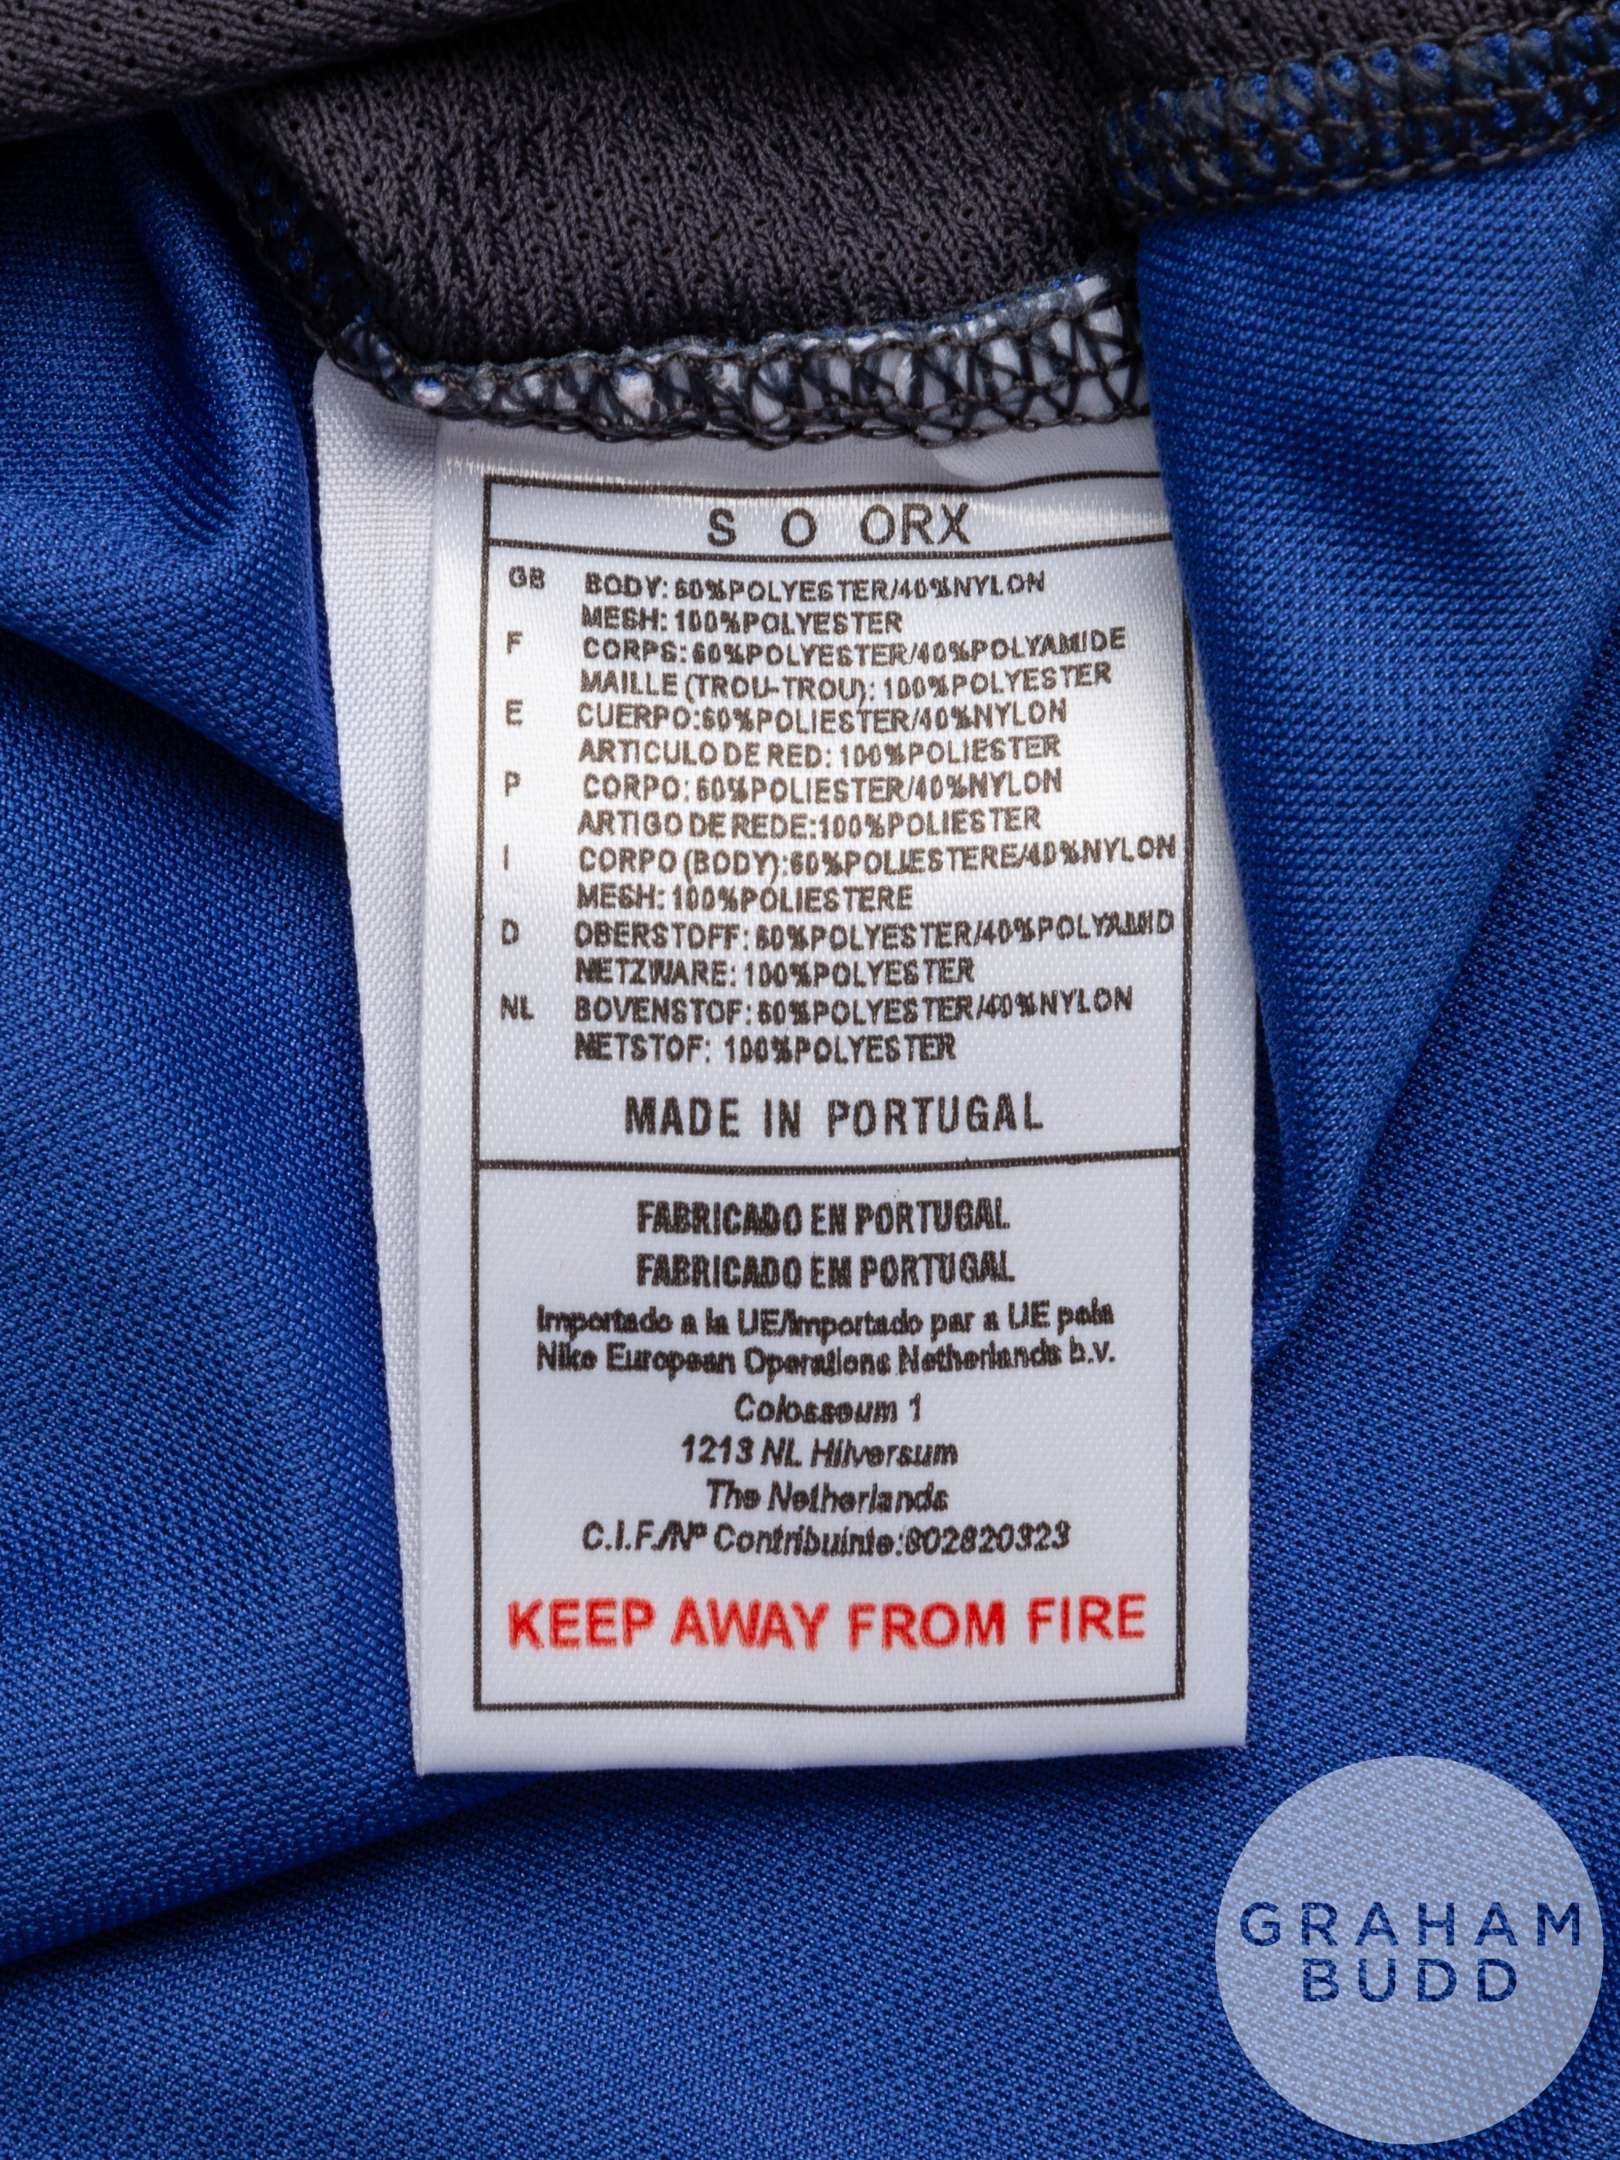 S O ORX
GB BODY: 60%POLYESTER/40%NYLON
MESH: 100%POLYESTER
F CORPS: 60%POLYESTER/40%POLYAMIDE
MAILLE (TROU-TROU): 100%POLYESTER
E CUERPO:60%POLIESTER/40%NYLON
ARTICULO DE RED: 100%POLIESTER
P CORPO: 60%POLIESTER/40%NYLON
ARTIGO DE REDE:100%POLIESTER
I CORPO (BODY):60%POLIESTERE/40%NYLON
MESH: 100%POLIESTERE
D OBERSTOFF: 60%POLYESTER/40%POLYAMID
NETZWARE: 100%POLYESTER
NL BOVENSTOF: 60%POLYESTER/40%NYLON
NETSTOF: 100%POLYESTER
MADE IN PORTUGAL
FABRICADO EN PORTUGAL
FABRICADO EM PORTUGAL
Importado a la UE/Importado par a UE pala
Nike European Operations Netherlands b.v.
Colosseum 1
1213 NL Hilversum
The Netherlands
C.I.F./Nº Contribuinte:802820323
KEEP AWAY FROM FIRE
GRAHAM
BUDD